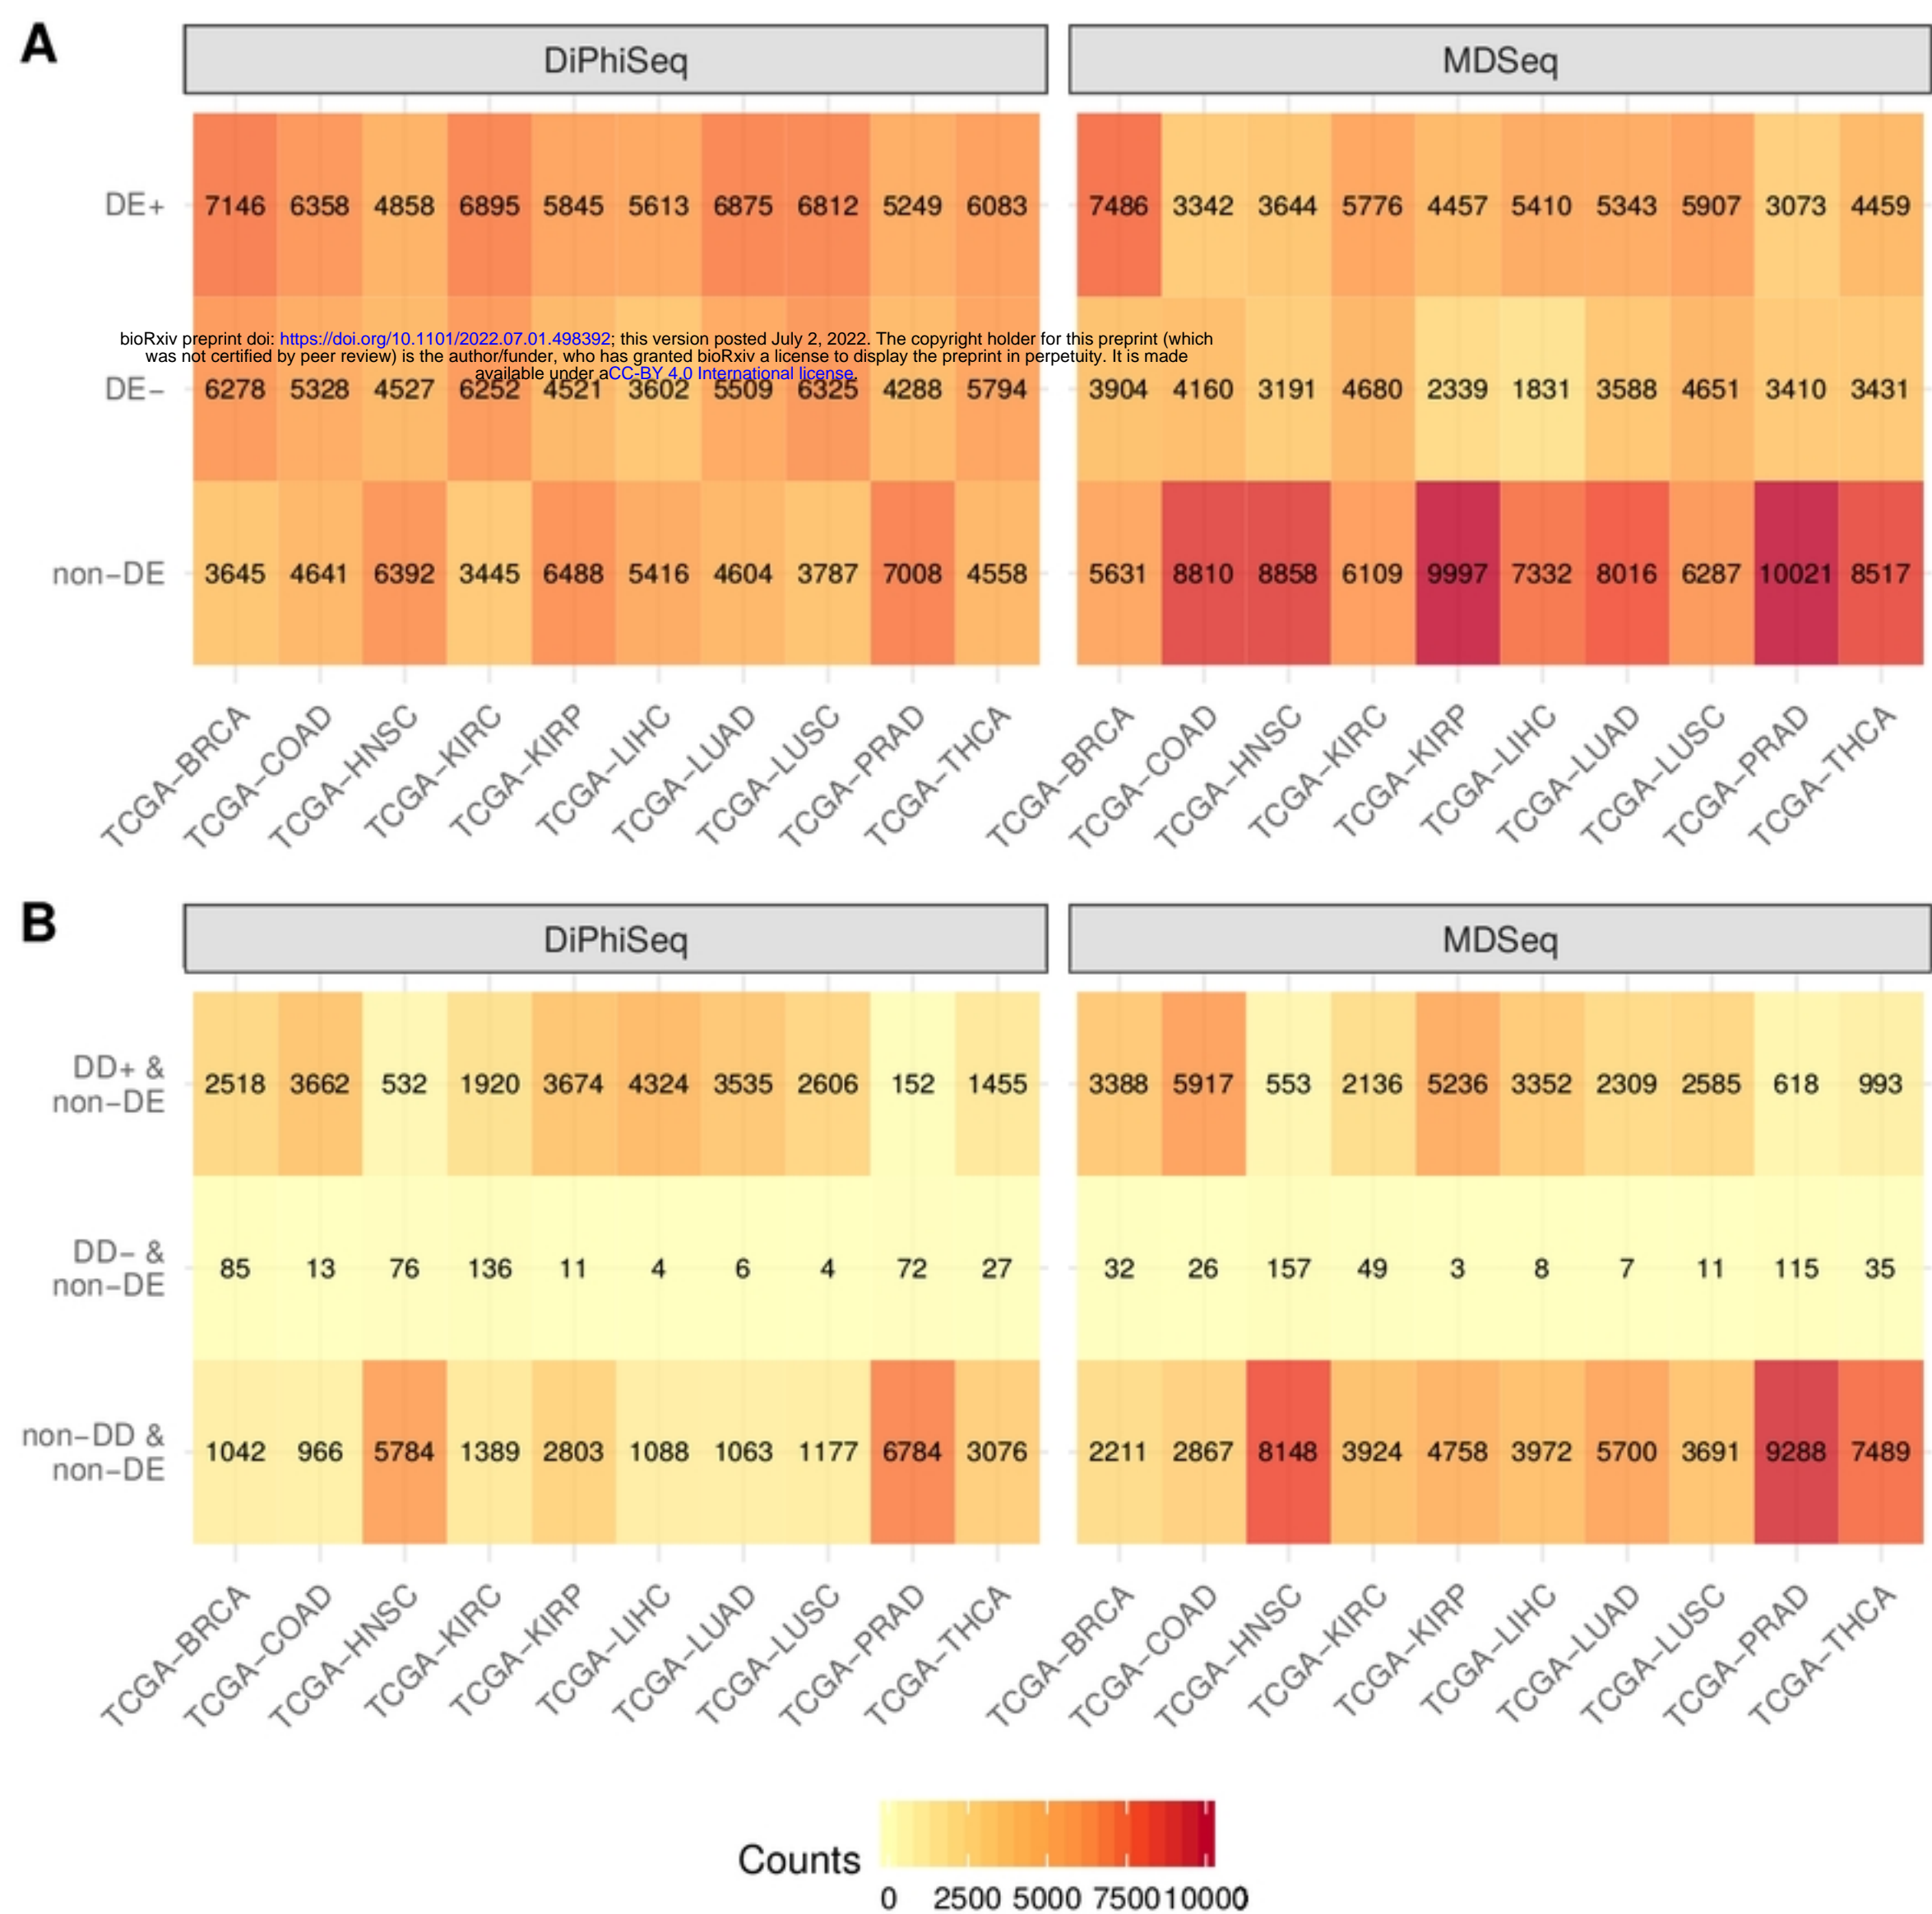 A
DiPhiSeq MDSeq
DE+ 7146 6358 4858 6895 5845 5613 6875 6812 5249 6083 7486 3342 3644 5776 4457 5410 5343 5907 3073 4459
bioRxiv preprint doi: https://doi.org/10.1101/2022.07.01.498392; this version posted July 2, 2022. The copyright holder for this preprint (which
was not certified by peer review) is the author/funder, who has granted bioRxiv a license to display the preprint in perpetuity. It is made
available under aCC-BY 4.0 International license.
DE− 6278 5328 4527 6252 4521 3602 5509 6325 4288 5794 3904 4160 3191 4680 2339 1831 3588 4651 3410 3431
non−DE 3645 4641 6392 3445 6488 5416 4604 3787 7008 4558 5631 8810 8858 6109 9997 7332 8016 6287 10021 8517
TCGA−BRCA TCGA−COAD TCGA−HNSC TCGA−KIRC TCGA−KIRP TCGA−LIHC TCGA−LUAD TCGA−LUSC TCGA−PRAD TCGA−THCA TCGA−BRCA TCGA−COAD TCGA−HNSC TCGA−KIRC TCGA−KIRP TCGA−LIHC TCGA−LUAD TCGA−LUSC TCGA−PRAD TCGA−THCA
B
DiPhiSeq MDSeq
DD+ &
non−DE
2518 3662 532 1920 3674 4324 3535 2606 152 1455 3388 5917 553 2136 5236 3352 2309 2585 618 993
DD− &
non−DE
85 13 76 136 11 4 6 4 72 27 32 26 157 49 3 8 7 11 115 35
non−DD &
non−DE
1042 966 5784 1389 2803 1088 1063 1177 6784 3076 2211 2867 8148 3924 4758 3972 5700 3691 9288 7489
TCGA−BRCA TCGA−COAD TCGA−HNSC TCGA−KIRC TCGA−KIRP TCGA−LIHC TCGA−LUAD TCGA−LUSC TCGA−PRAD TCGA−THCA TCGA−BRCA TCGA−COAD TCGA−HNSC TCGA−KIRC TCGA−KIRP TCGA−LIHC TCGA−LUAD TCGA−LUSC TCGA−PRAD TCGA−THCA
Counts
0 2500 5000 7500 10000